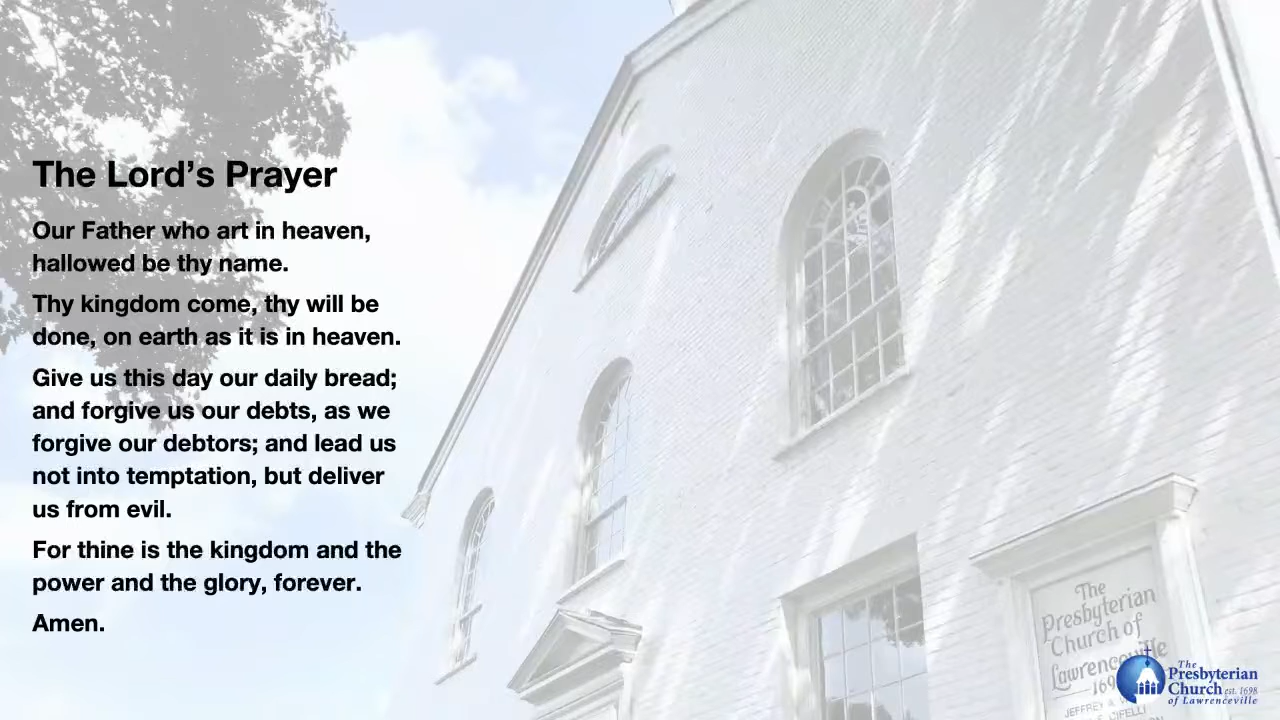 The Lord’s Prayer
Our Father who art in heaven,
hallowed be thy name.
Thy kingdom come, thy will be
done, on earth as it is in heaven.
Give us this day our daily bread;
and forgive us our debts, as we
forgive our debtors; and lead us
not into temptation, but deliver
us from evil.
For thine is the kingdom and the
power and the glory, forever.
Amen.
The
Presbyterian
Church of
Lawrenceville
169
JEFFREY A.
The
Presbyterian
Church est. 1698
of Lawrenceville